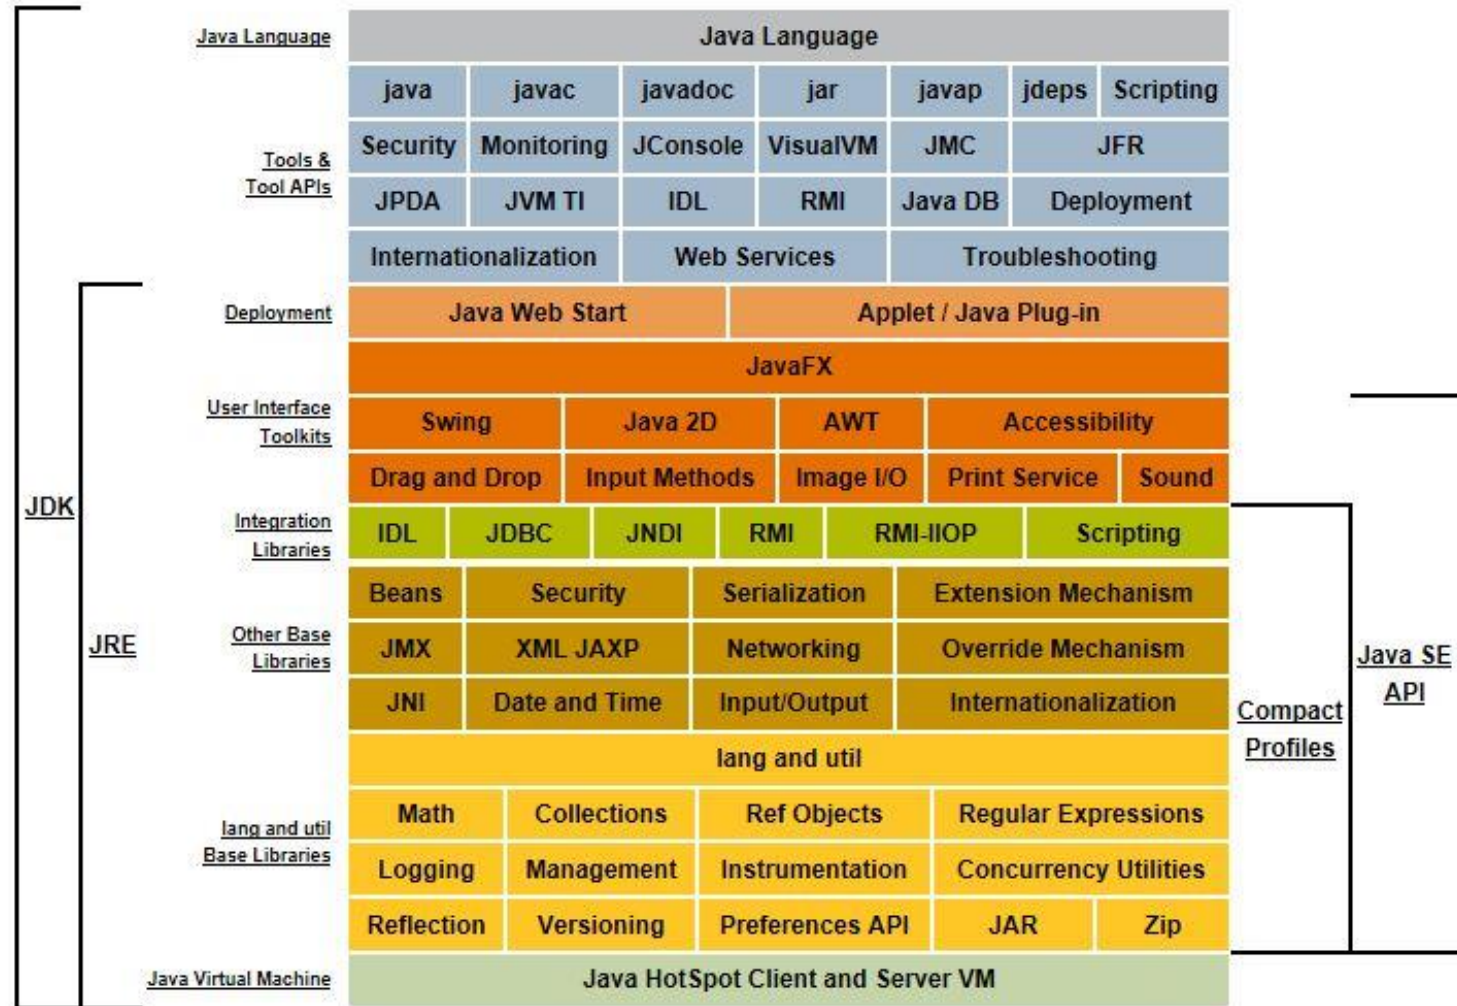 Java Language
Java Language
java javac javadoc jar javap jdeps Scripting
Tools &
Tool APIs
Security Monitoring JConsole VisualVM JMC JFR
JPDA JVM TI IDL RMI Java DB Deployment
Internationalization Web Services Troubleshooting
Deployment
Java Web Start Applet / Java Plug-in
JavaFX
User Interface
Toolkits
Swing Java 2D AWT Accessibility
Drag and Drop Input Methods Image I/O Print Service Sound
JDK
Integration
Libraries
IDL JDBC JNDI RMI RMI-IIOP Scripting
Beans Security Serialization Extension Mechanism
JRE
Other Base
Libraries
JMX XML JAXP Networking Override Mechanism
Java SE
API
JNI Date and Time Input/Output Internationalization
Compact
Profiles
lang and util
lang and util
Base Libraries
Math Collections Ref Objects Regular Expressions
Logging Management Instrumentation Concurrency Utilities
Reflection Versioning Preferences API JAR Zip
Java Virtual Machine
Java HotSpot Client and Server VM